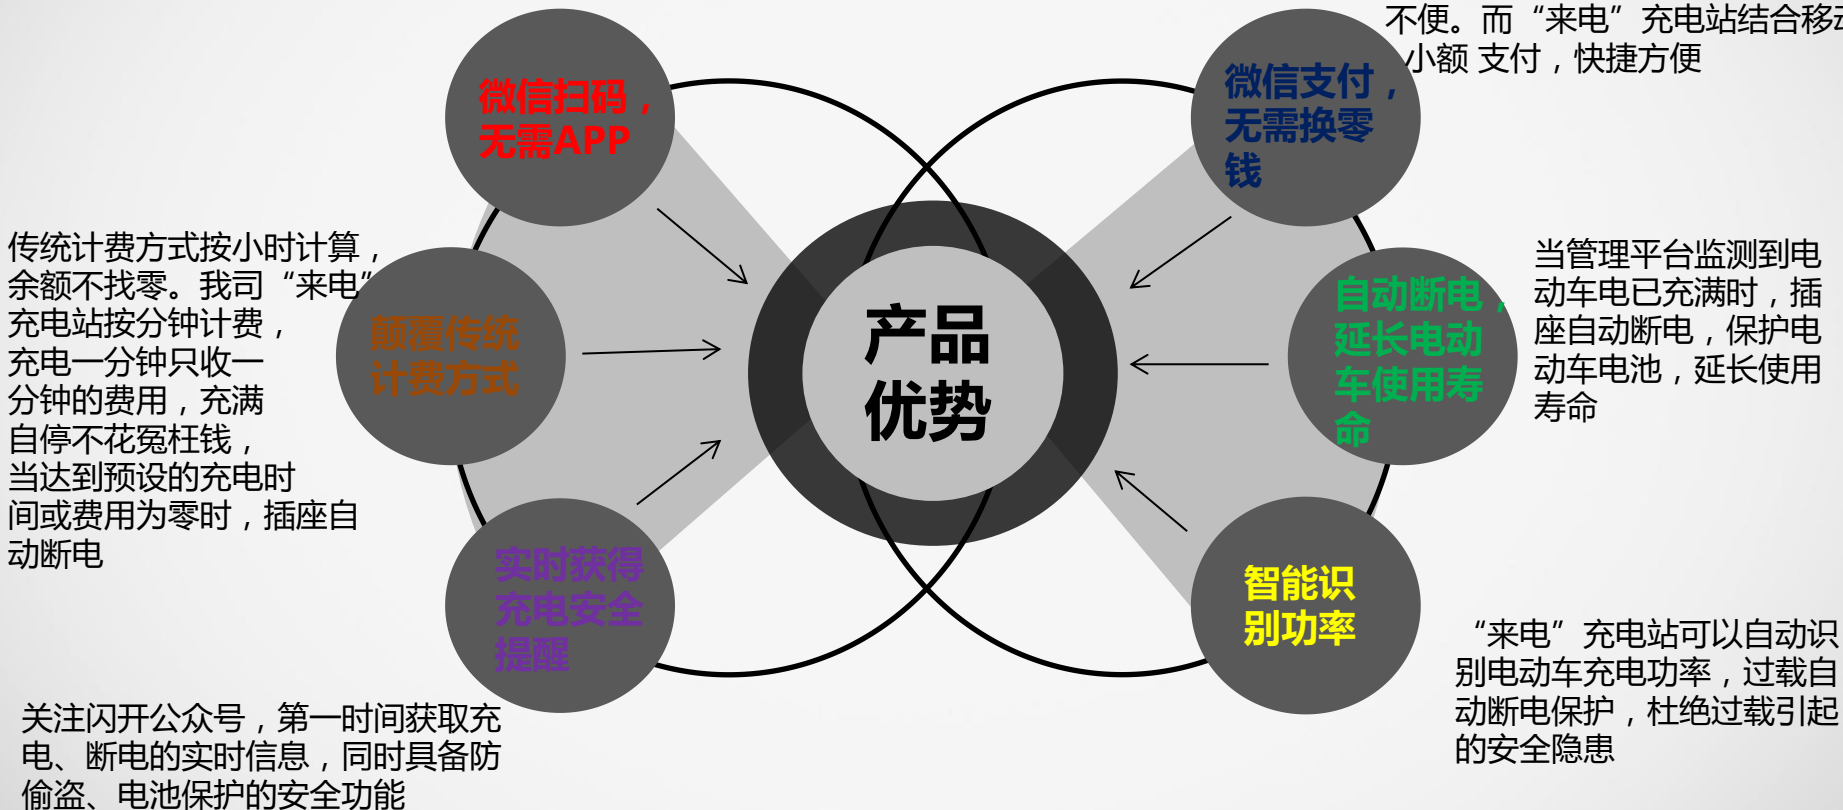 不便。而“来电”充电站结合移动
小额 支付，快捷方便
微信扫码，
无需APP
微信支付，
无需换零
钱
传统计费方式按小时计算，
余额不找零。我司“来电”
充电站按分钟计费，
充电一分钟只收一
分钟的费用，充满
自停不花冤枉钱，
当达到预设的充电时
间或费用为零时，插座自
动断电
颠覆传统
计费方式
产品
优势
自动断电，
延长电动
车使用寿
命
当管理平台监测到电
动车电已充满时，插
座自动断电，保护电
动车电池，延长使用
寿命
实时获得
充电安全
提醒
智能识
别功率
“来电”充电站可以自动识
别电动车充电功率，过载自
动断电保护，杜绝过载引起
的安全隐患
关注闪开公众号，第一时间获取充
电、断电的实时信息，同时具备防
偷盗、电池保护的安全功能